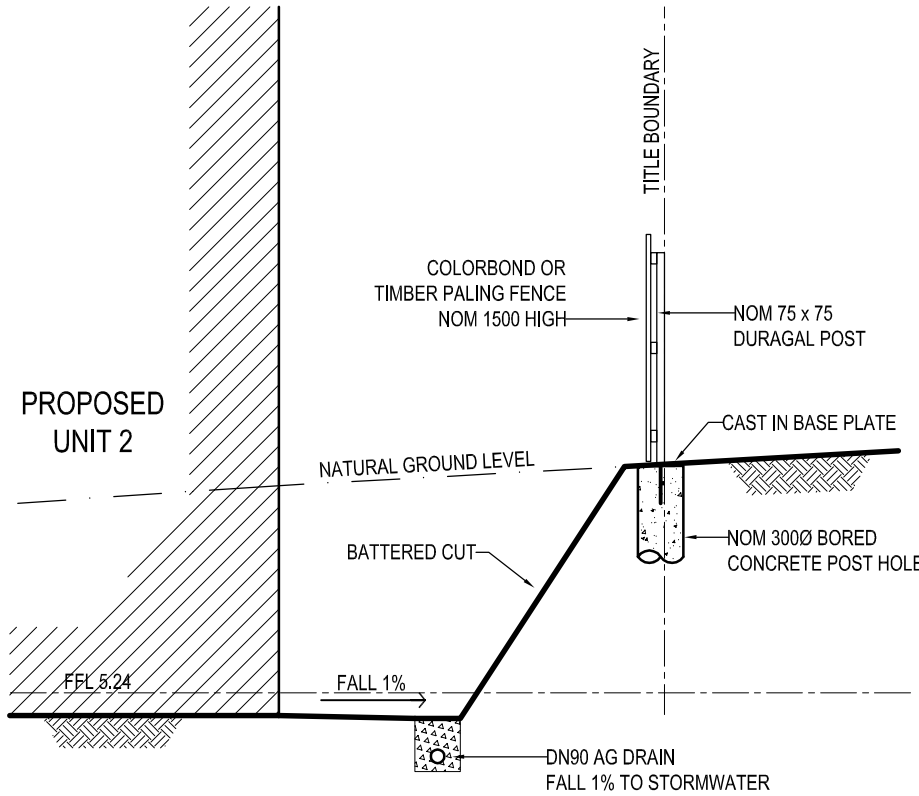 TITLE BOUNDARY
COLORBOND OR
TIMBER PALING FENCE
NOM 1500 HIGH
NOM 75 x 75
DURAGAL POST
PROPOSED
UNIT 2
CAST IN BASE PLATE
NATURAL GROUND LEVEL
BATTERED CUT
NOM 300Ø BORED
CONCRETE POST HOLE
FFL 5.24
FALL 1%
DN90 AG DRAIN
FALL 1% TO STORMWATER